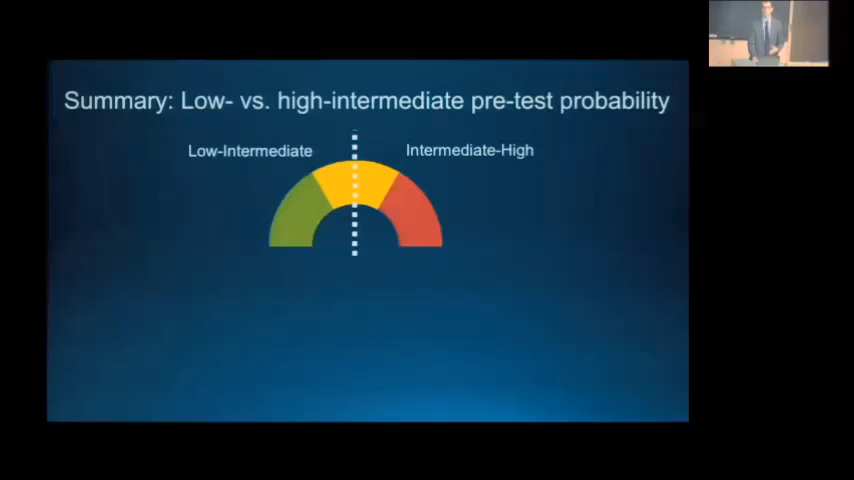 Summary: Low- vs. high-intermediate pre-test probability
Low-Intermediate
Intermediate-High